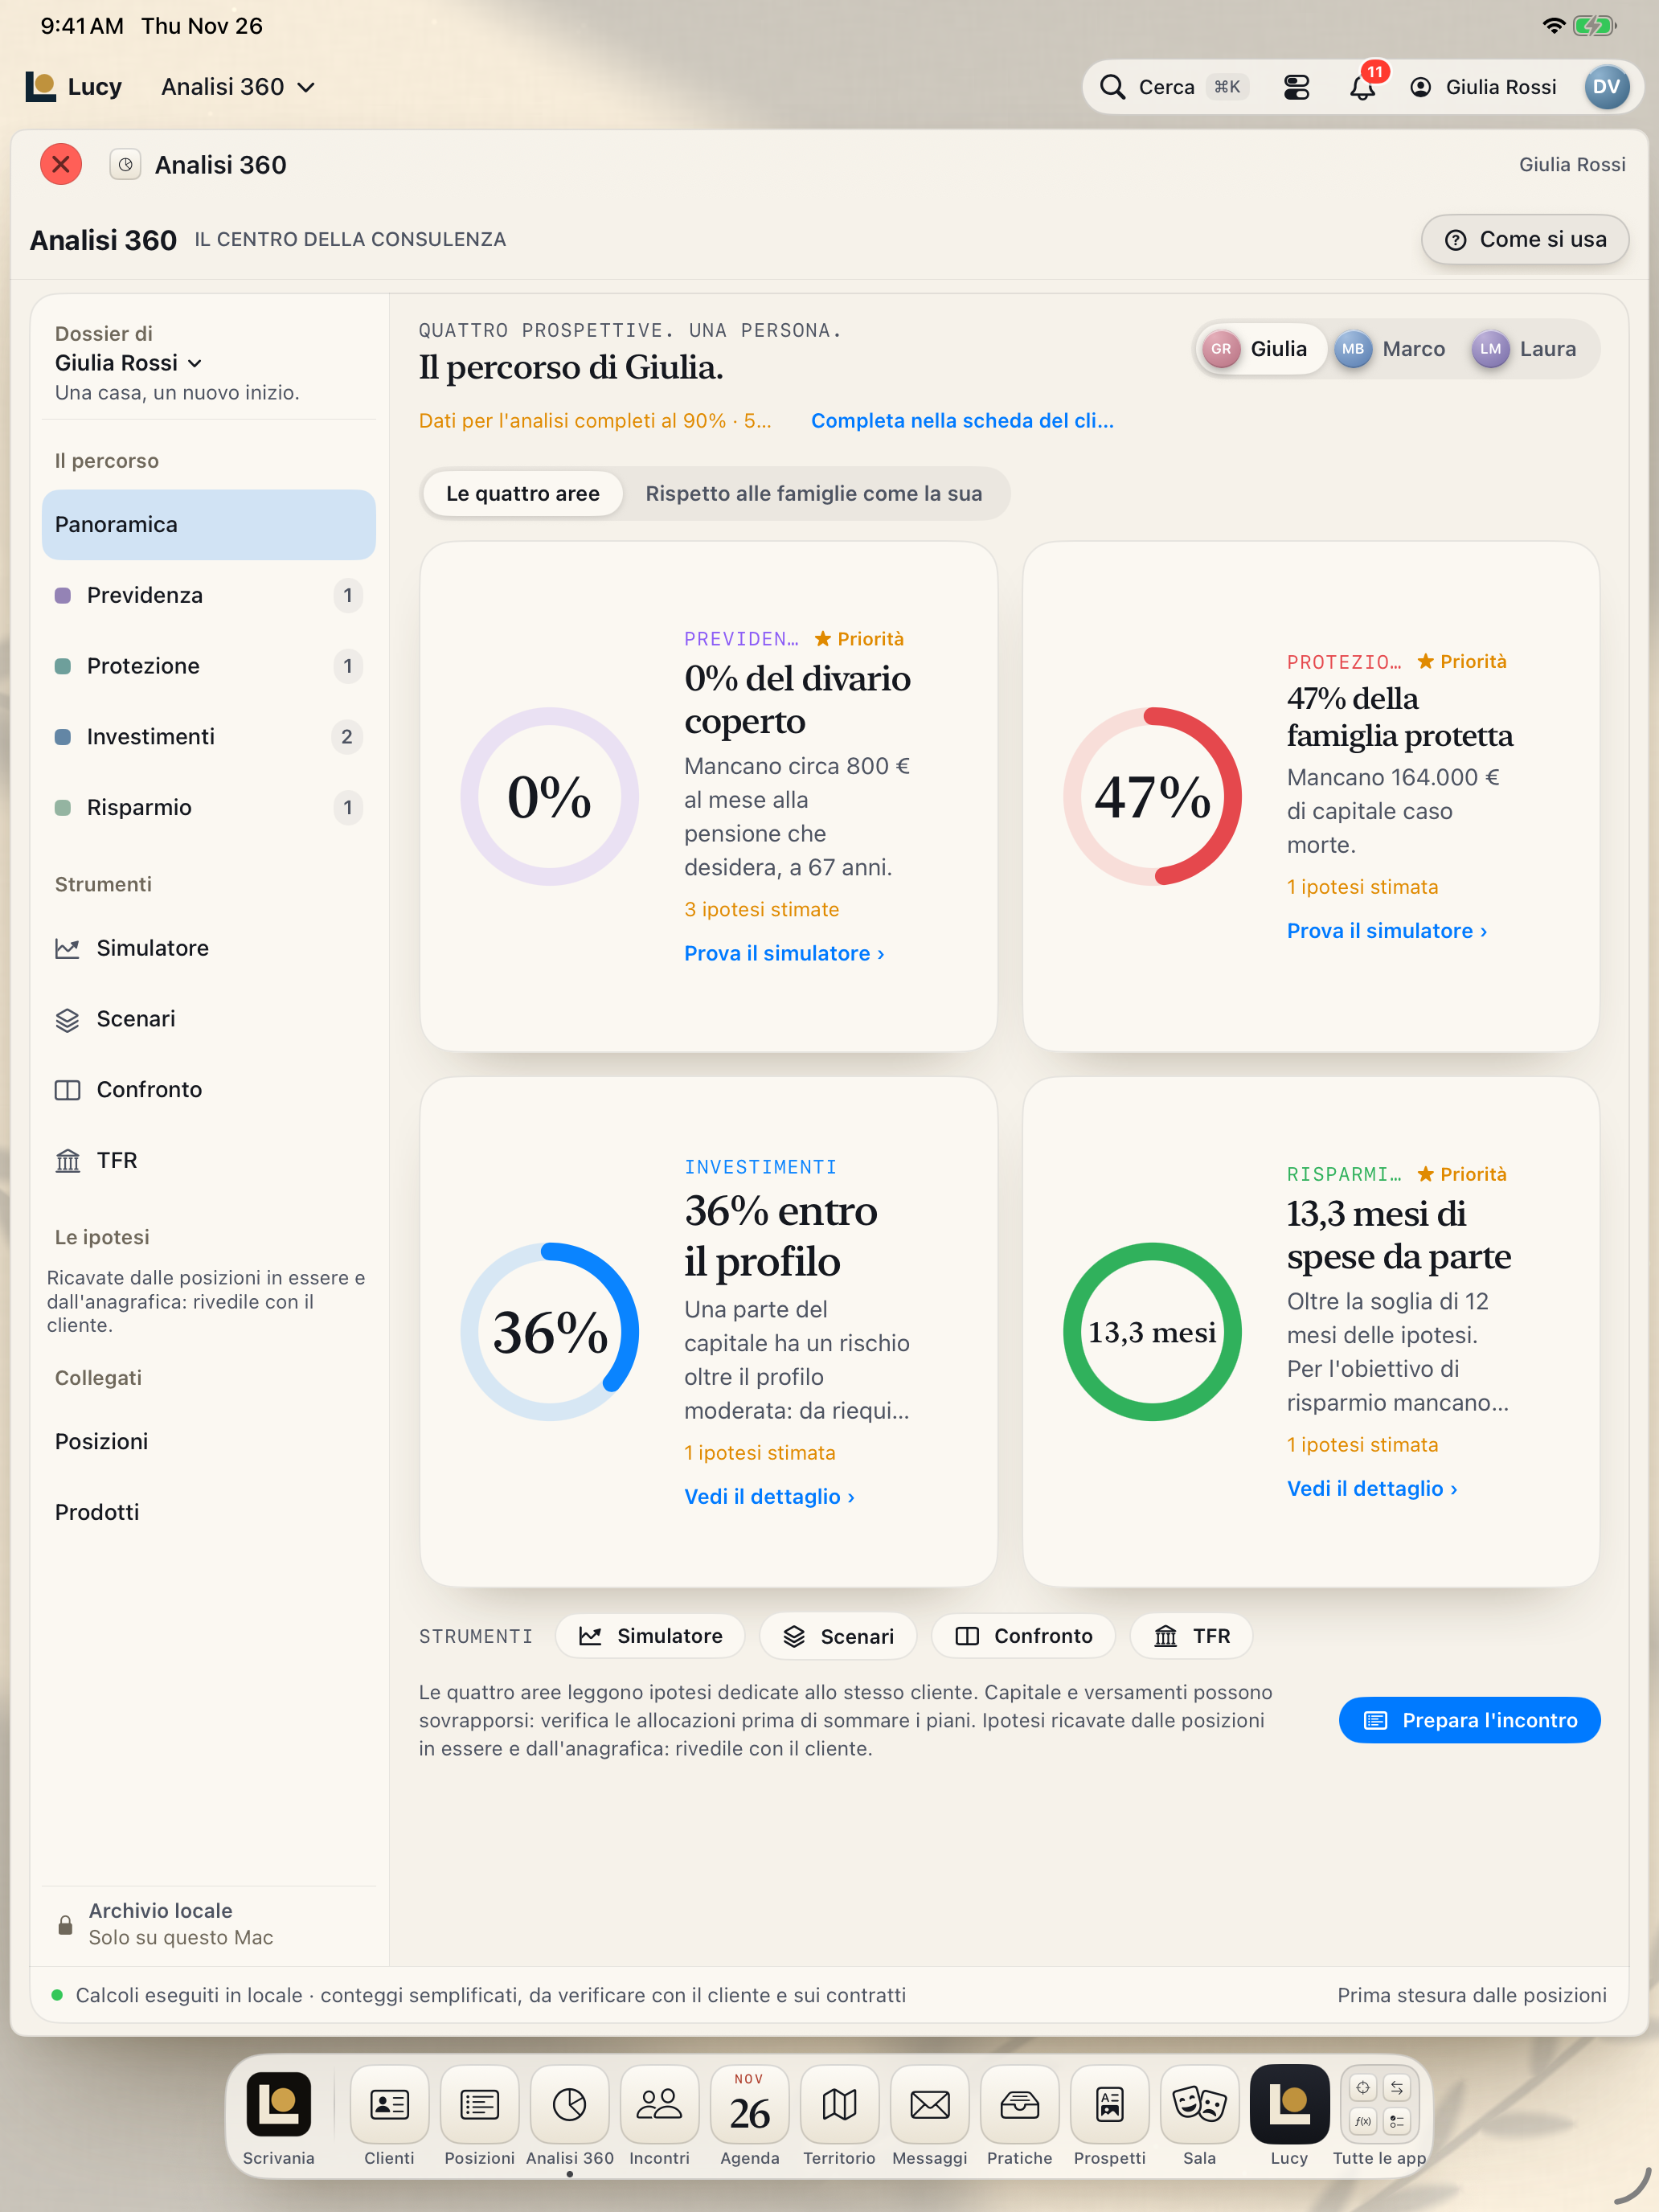 9:41 AM Thu Nov 26
Lucy
Analisi 360
Cerca ⌘K
11
Giulia Rossi
DV
Analisi 360
Giulia Rossi
Analisi 360 IL CENTRO DELLA CONSULENZA
Come si usa
Dossier di
Giulia Rossi
Una casa, un nuovo inizio.
Il percorso
Panoramica
Previdenza 1
Protezione 1
Investimenti 2
Risparmio 1
Strumenti
Simulatore
Scenari
Confronto
TFR
Le ipotesi
Ricavate dalle posizioni in essere e
dall'anagrafica: rivedile con il
cliente.
Collegati
Posizioni
Prodotti
Archivio locale
Solo su questo Mac
QUATTRO PROSPETTIVE. UNA PERSONA.
Il percorso di Giulia.
GR Giulia
MB Marco
LM Laura
Dati per l'analisi completi al 90% · 5…
Completa nella scheda del cli…
Le quattro aree
Rispetto alle famiglie come la sua
0%
PREVIDEN… Priorità
0% del divario
coperto
Mancano circa 800 €
al mese alla
pensione che
desidera, a 67 anni.
3 ipotesi stimate
Prova il simulatore ›
47%
PROTEZIO… Priorità
47% della
famiglia protetta
Mancano 164.000 €
di capitale caso
morte.
1 ipotesi stimata
Prova il simulatore ›
36%
INVESTIMENTI
36% entro
il profilo
Una parte del
capitale ha un rischio
oltre il profilo
moderata: da riequi…
1 ipotesi stimata
Vedi il dettaglio ›
13,3 mesi
RISPARMI… Priorità
13,3 mesi di
spese da parte
Oltre la soglia di 12
mesi delle ipotesi.
Per l'obiettivo di
risparmio mancano…
1 ipotesi stimata
Vedi il dettaglio ›
STRUMENTI
Simulatore
Scenari
Confronto
TFR
Le quattro aree leggono ipotesi dedicate allo stesso cliente. Capitale e versamenti possono
sovrapporsi: verifica le allocazioni prima di sommare i piani. Ipotesi ricavate dalle posizioni
in essere e dall'anagrafica: rivedile con il cliente.
Prepara l'incontro
Calcoli eseguiti in locale · conteggi semplificati, da verificare con il cliente e sui contratti
Prima stesura dalle posizioni
NOV
26
f(x)
Scrivania
Clienti
Posizioni
Analisi 360
Incontri
Agenda
Territorio
Messaggi
Pratiche
Prospetti
Sala
Lucy
Tutte le app